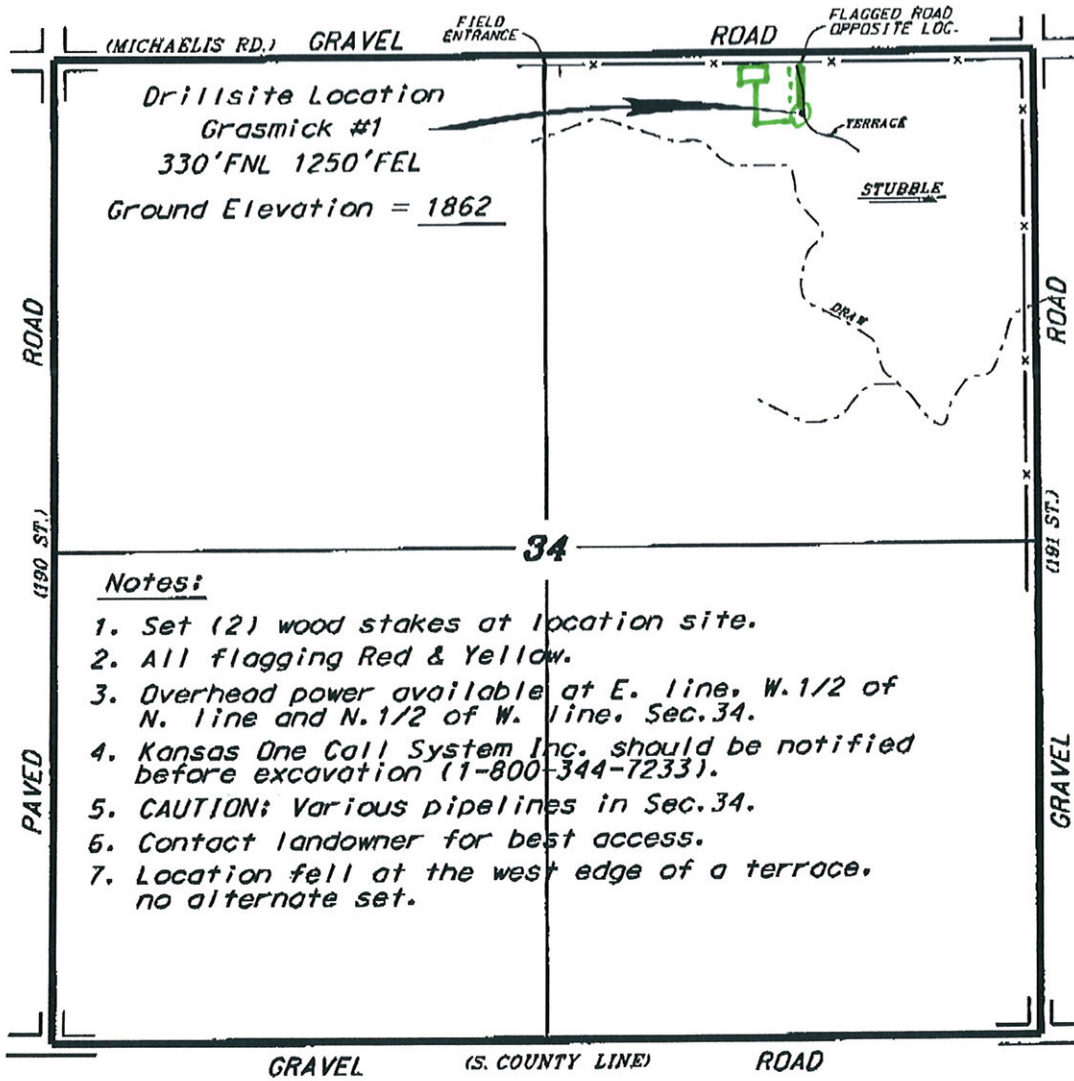 FIELD
ENTRANCE
FLAGGED ROAD
OPPOSITE LOC.
(MICHAELIS RD.) GRAVEL ROAD
Drillsite Location
Grasmick #1
330'FNL 1250'FEL
Ground Elevation = 1862
TERRACE
STUBBLE
DRAW
ROAD
(190 ST.)
PAVED
ROAD
(191 ST.)
GRAVEL
34
Notes:
1. Set (2) wood stakes at location site.
2. All flagging Red & Yellow.
3. Overhead power available at E. line, W.1/2 of
N. line and N.1/2 of W. line, Sec.34.
4. Kansas One Call System Inc. should be notified
before excavation (1-800-344-7233).
5. CAUTION: Various pipelines in Sec.34.
6. Contact landowner for best access.
7. Location fell at the west edge of a terrace,
no alternate set.
GRAVEL (S. COUNTY LINE) ROAD